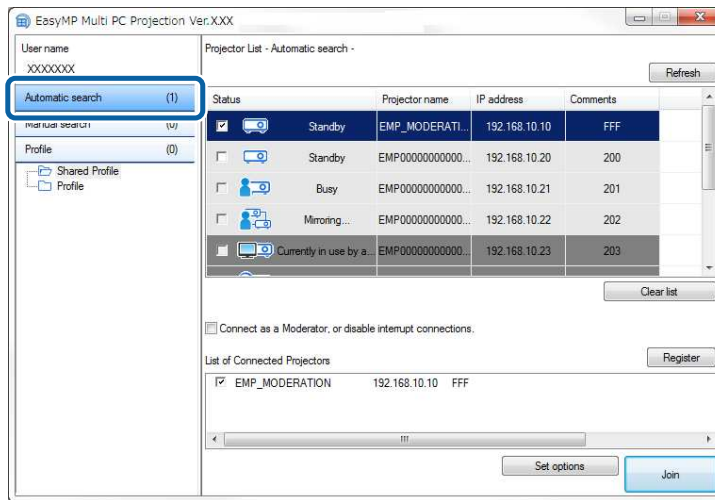 EasyMP Multi PC Projection Ver.XXX
User name
XXXXXXX
Automatic search (1)
Manual search (0)
Profile (0)
Shared Profile
Profile
Projector List - Automatic search -
Refresh
Status Projector name IP address Comments
Standby EMP_MODERATI... 192.168.10.10 FFF
Standby EMP00000000000... 192.168.10.20 200
Busy EMP00000000000... 192.168.10.21 201
Mirroring... EMP00000000000... 192.168.10.22 202
Currently in use by a... EMP00000000000... 192.168.10.23 203
Clear list
Connect as a Moderator, or disable interrupt connections.
List of Connected Projectors
Register
EMP_MODERATION 192.168.10.10 FFF
Set options
Join